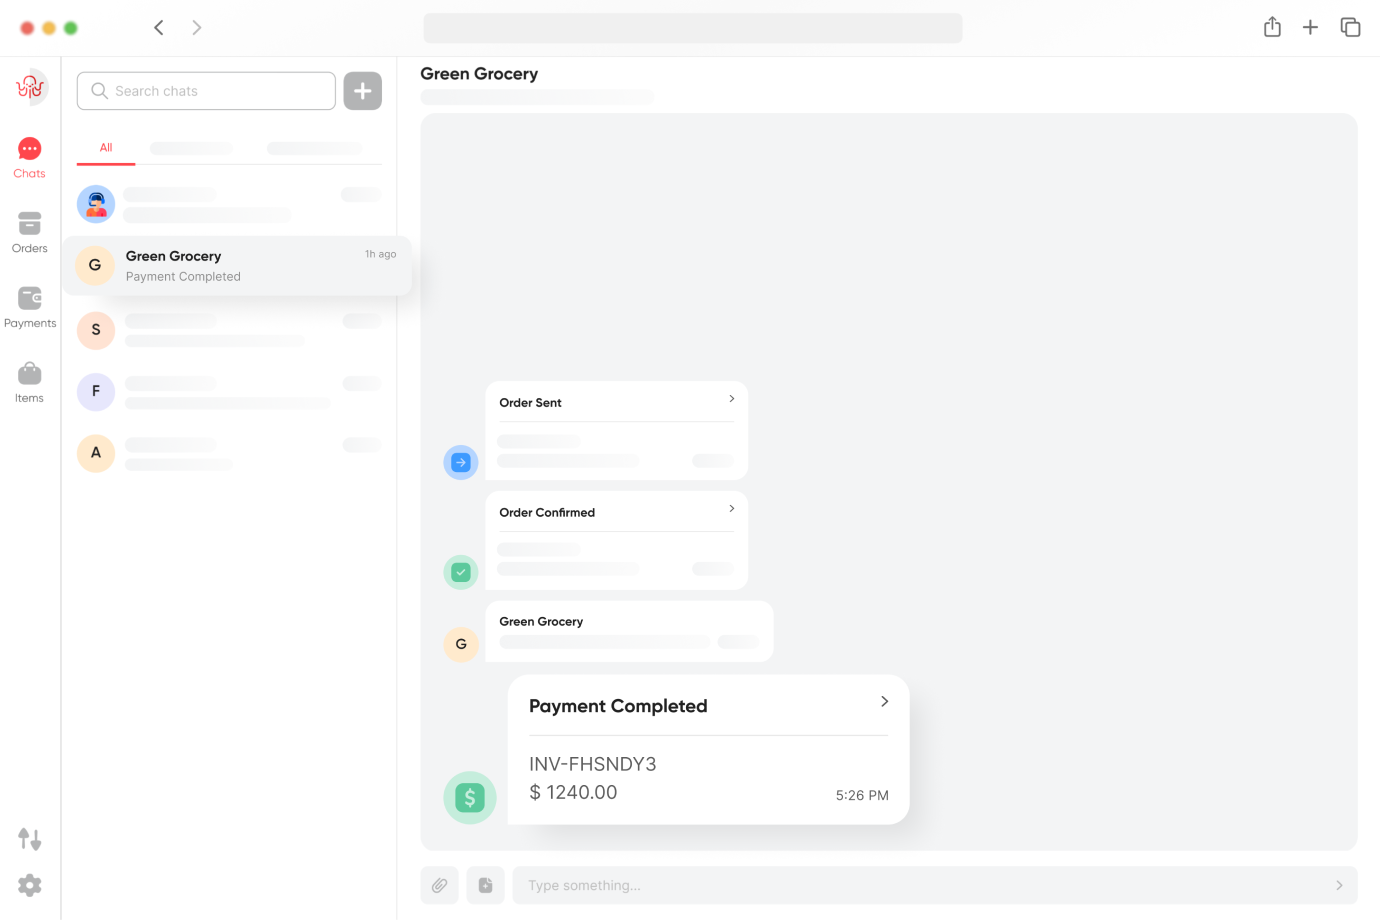 Search chats
All
Chats
Orders
Payments
Items
G
Green Grocery
1h ago
Payment Completed
S
F
A
Green Grocery
Order Sent
Order Confirmed
G
Green Grocery
Payment Completed
INV-FHSNDY3
$
$ 1240.00
5:26 PM
Type something...